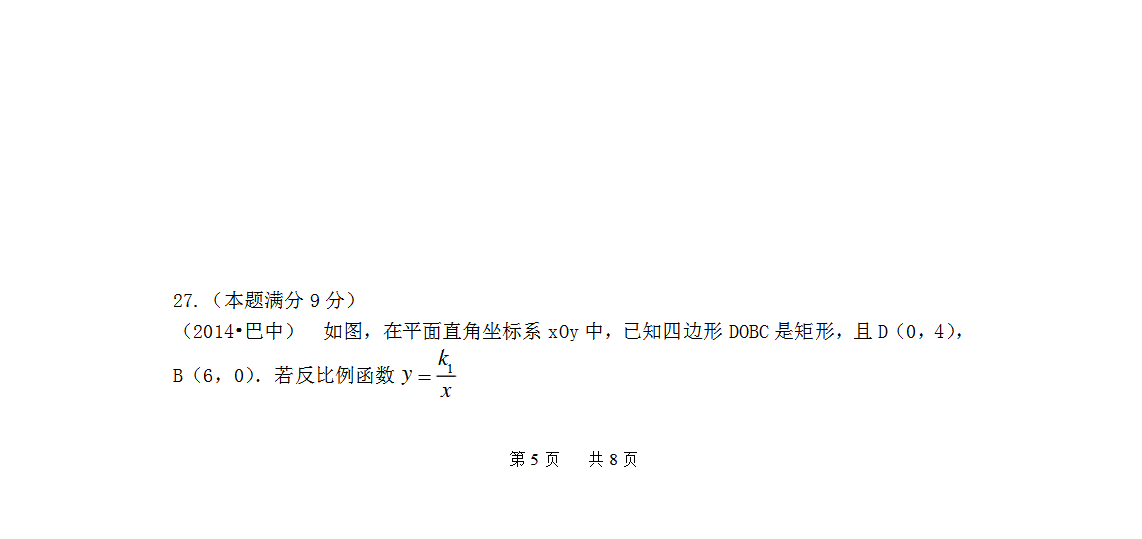 27.（本题满分 9 分）
（2014•巴中） 如图，在平面直角坐标系 xOy 中，已知四边形 DOBC 是矩形，且 D（0，4），
B（6，0）．若反比例函数 y = k₁/x
第 5 页 共 8 页